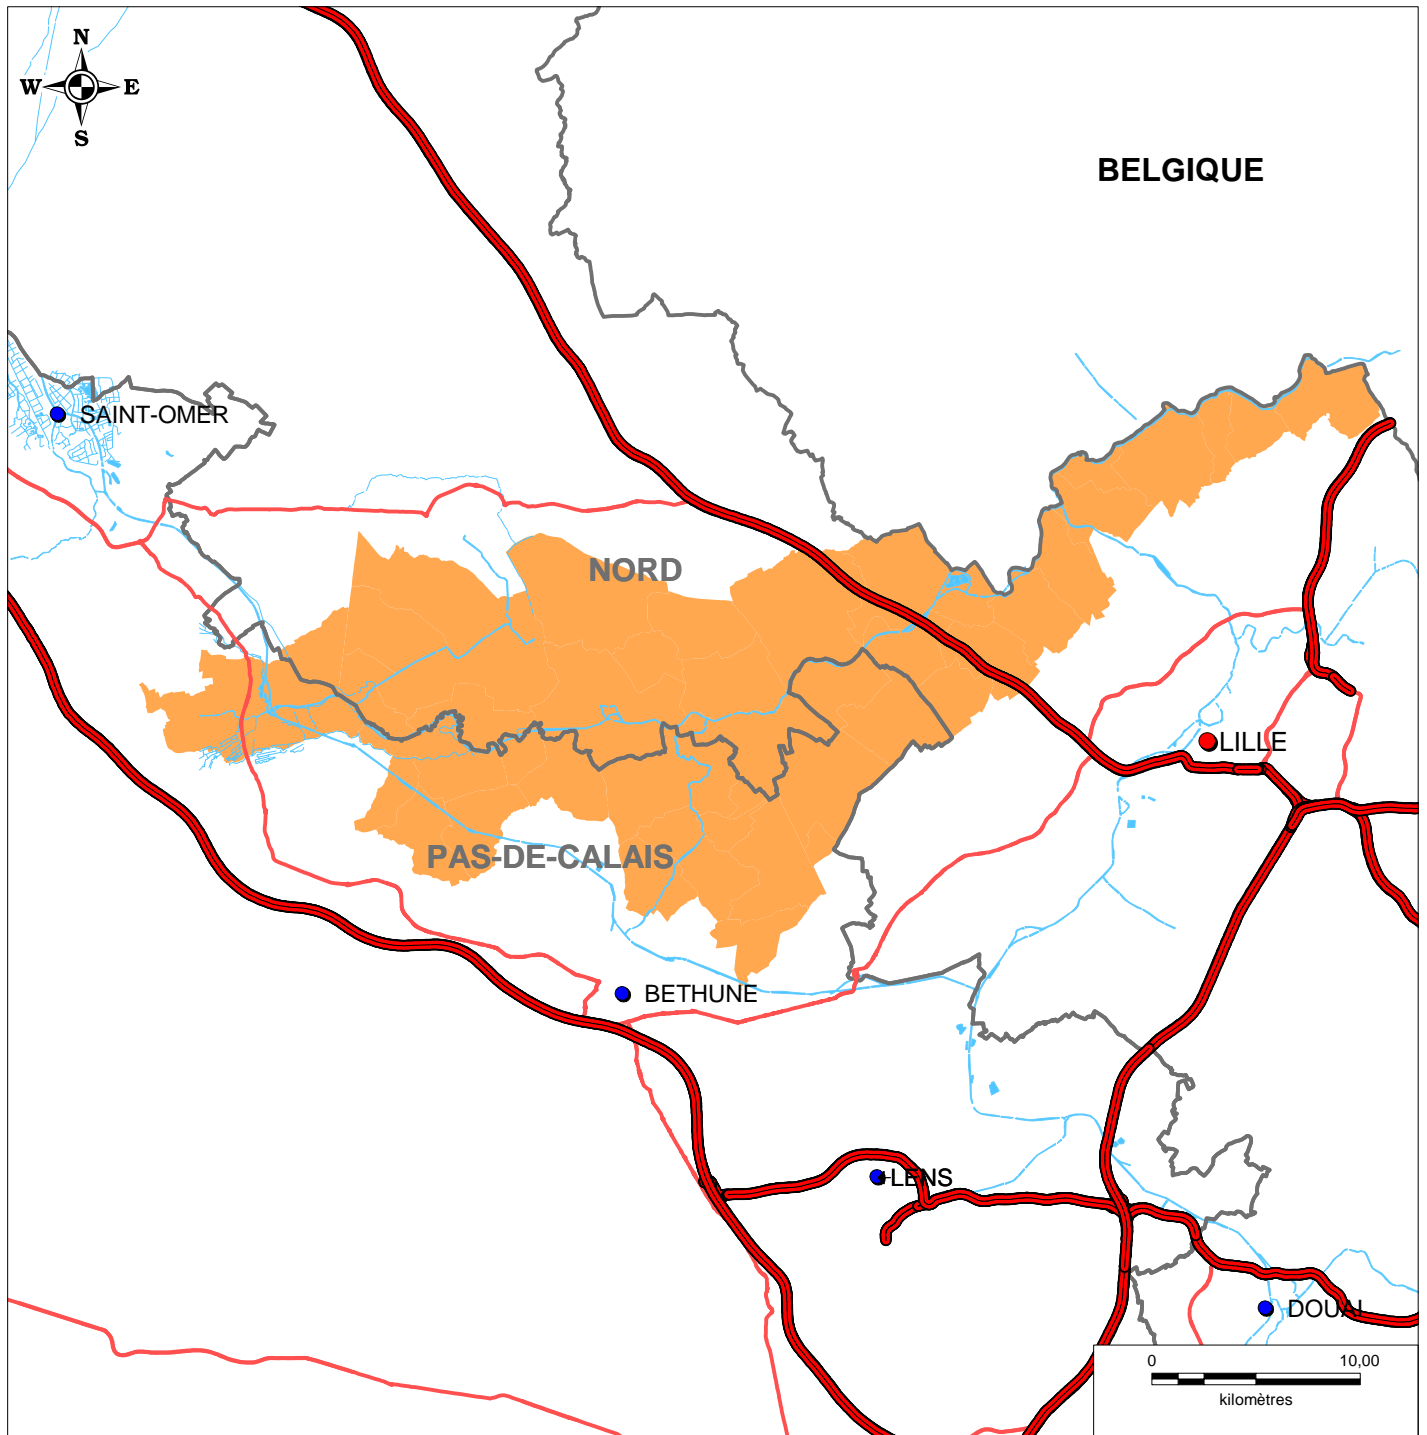 N
W E
S
BELGIQUE
SAINT-OMER
NORD
LILLE
PAS-DE-CALAIS
BETHUNE
LENS
DOUAI
0 10,00
kilomètres